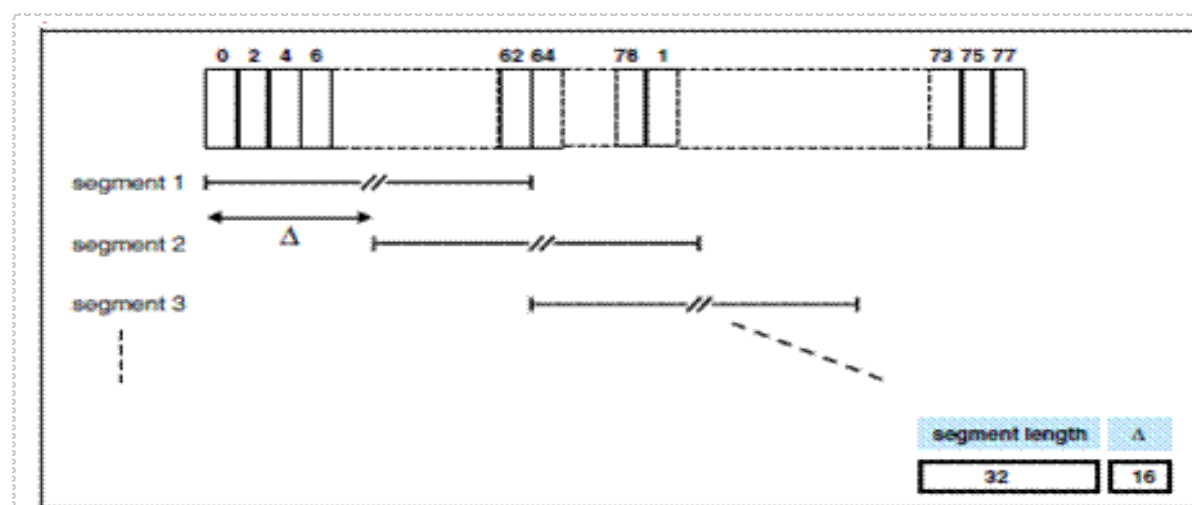 0 2 4 6 62 64 78 1 73 75 77
segment 1
Δ
segment 2
segment 3
segment length Δ
32 16